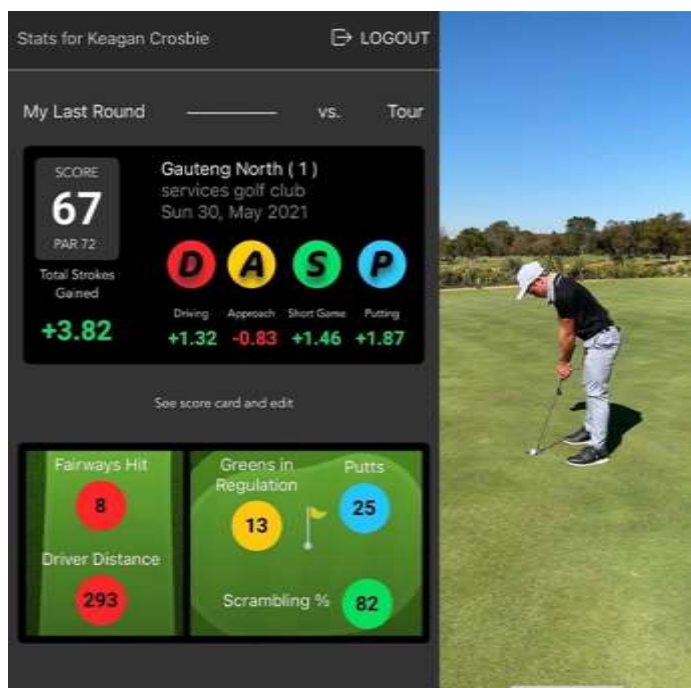 Stats for Keagan Crosbie
LOGOUT
My Last Round
vs.
Tour
SCORE
67
PAR 72
Total Strokes
Gained
+3.82
Gauteng North ( 1 )
services golf club
Sun 30, May 2021
D A S P
Driving Approach Short Game Putting
+1.32 -0.83 +1.46 +1.87
See score card and edit
Fairways Hit
8
Driver Distance
293
Greens in
Regulation
13
Putts
25
Scrambling % 82